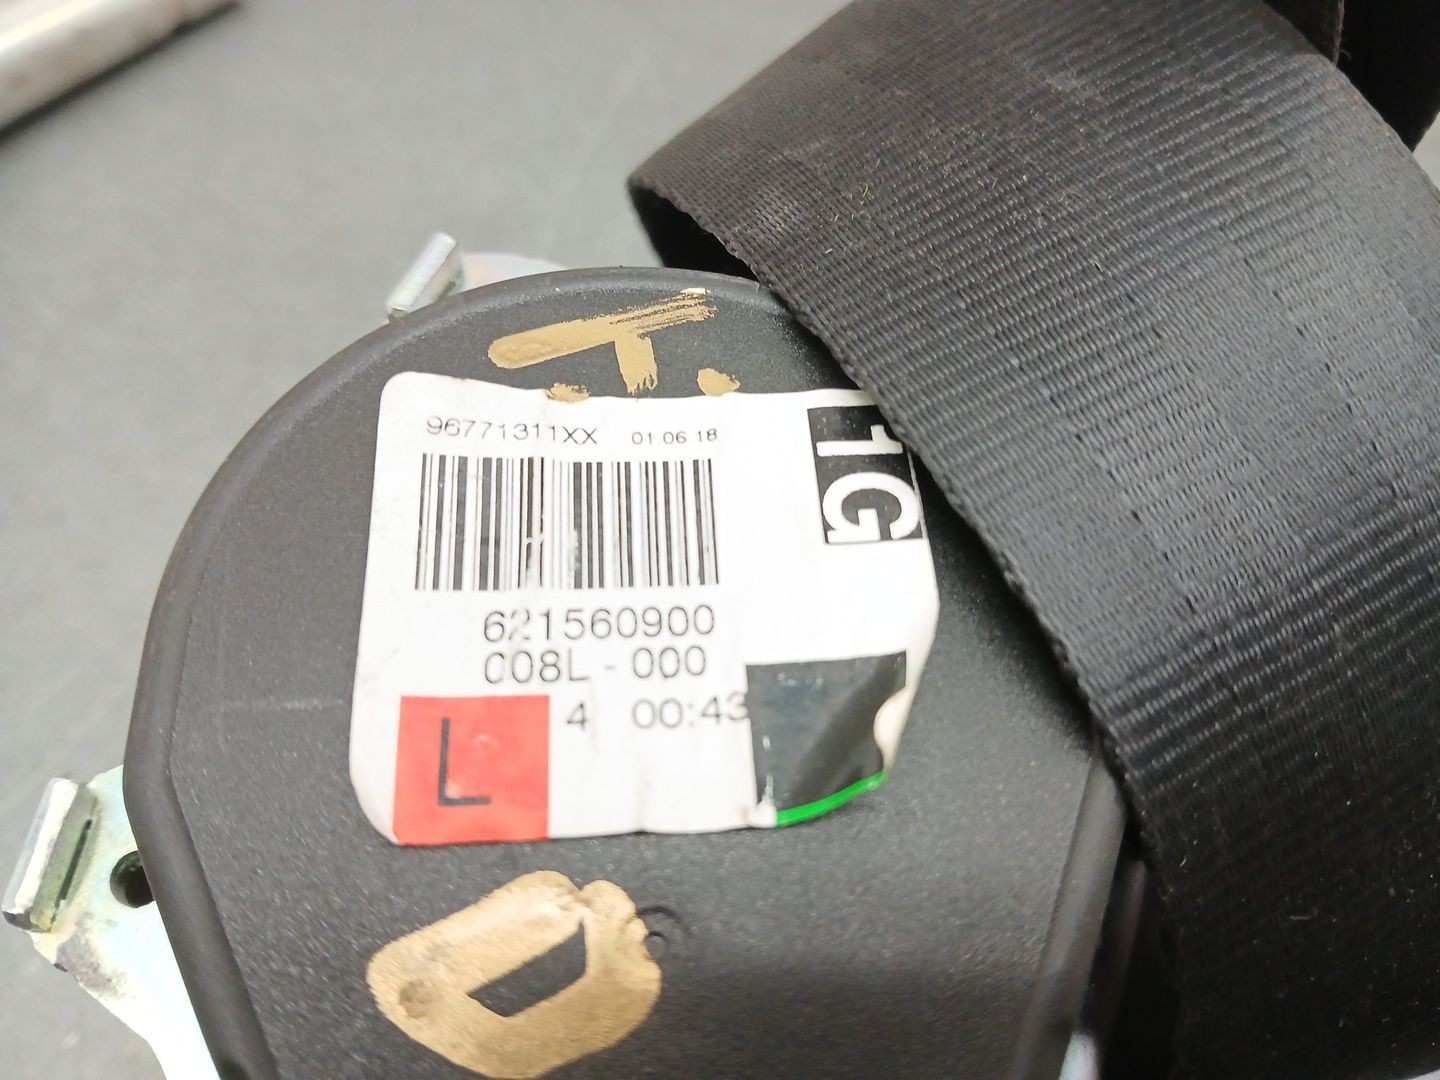 T.
96771311XX 01.06.18
1G
621560900
C08L - 000
L 4 00:43
D